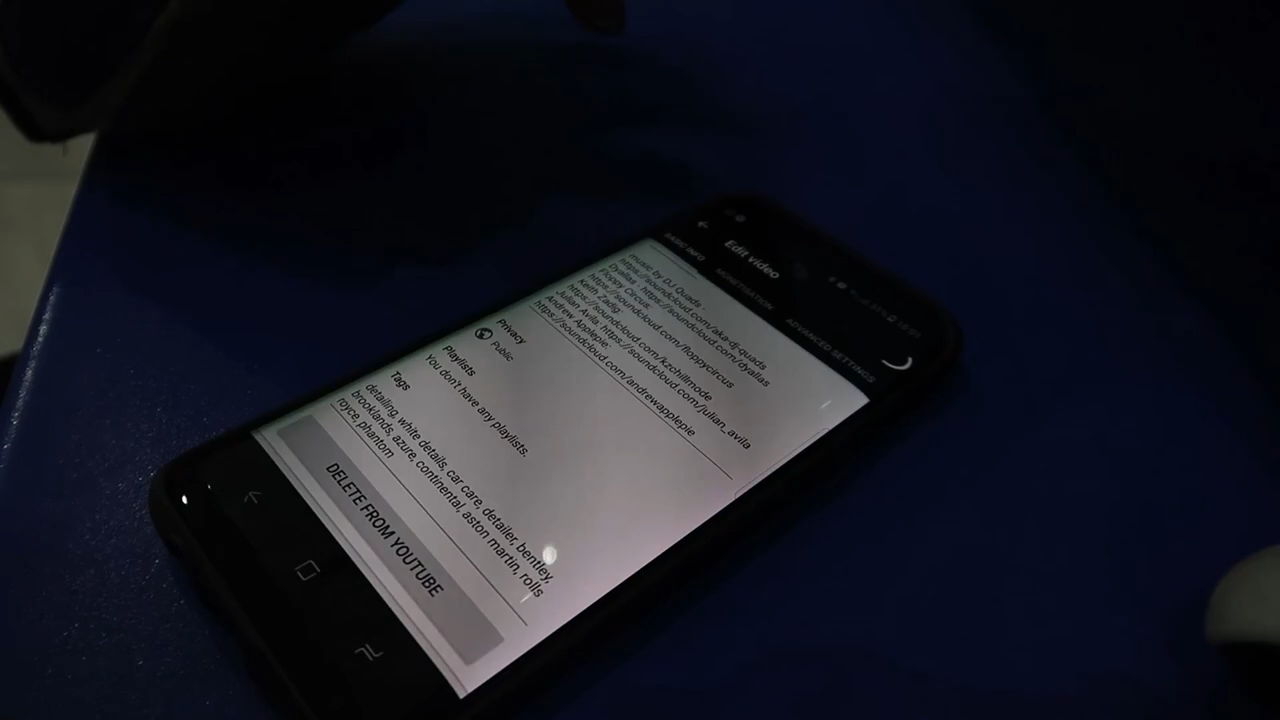 Edit video
BASIC INFO
MONETISATION
ADVANCED SETTINGS
music by DJ Quads -
https://soundcloud.com/aka-dj-quads
Dyallas : https://soundcloud.com/dyallas
Floppy Circus:
https://soundcloud.com/floppycircus
Keith Zadig:
https://soundcloud.com/kzchillmode
Julian Avila: https://soundcloud.com/julian_avila
Andrew Applepie:
https://soundcloud.com/andrewapplepie
Privacy
Public
Playlists
You don't have any playlists.
Tags
detailing, white details, car care, detailer, bentley,
brooklands, azure, continental, aston martin, rolls
royce,phantom
DELETE FROM YOUTUBE